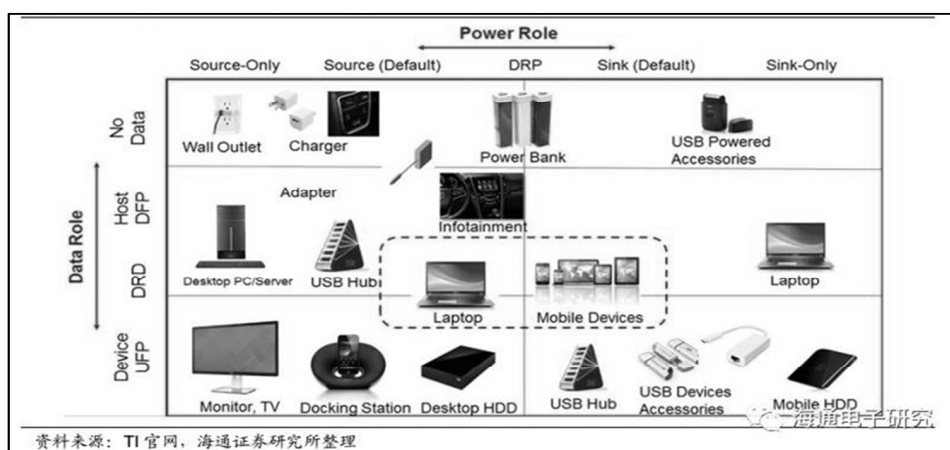 Power Role
Source-Only Source (Default) DRP Sink (Default) Sink-Only
Data Role
No Data
Host DFP
DRD
Device UFP
Wall Outlet
Charger
Power Bank
USB Powered Accessories
Adapter
Infotainment
Desktop PC/Server
USB Hub
Laptop
Mobile Devices
Laptop
Monitor, TV
Docking Station
Desktop HDD
USB Hub
USB Devices Accessories
Mobile HDD
海通电子研究
资料来源：TI 官网，海通证券研究所整理